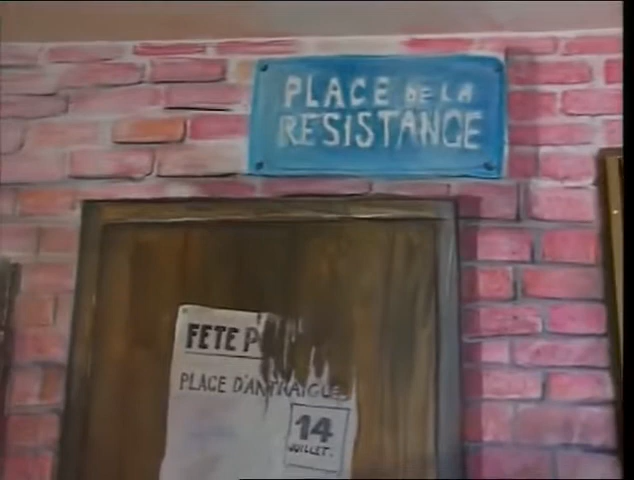 PLACE DE LA
RESISTANCE
FETE P
PLACE D'ANTRAIGUES
14
JUILLET.